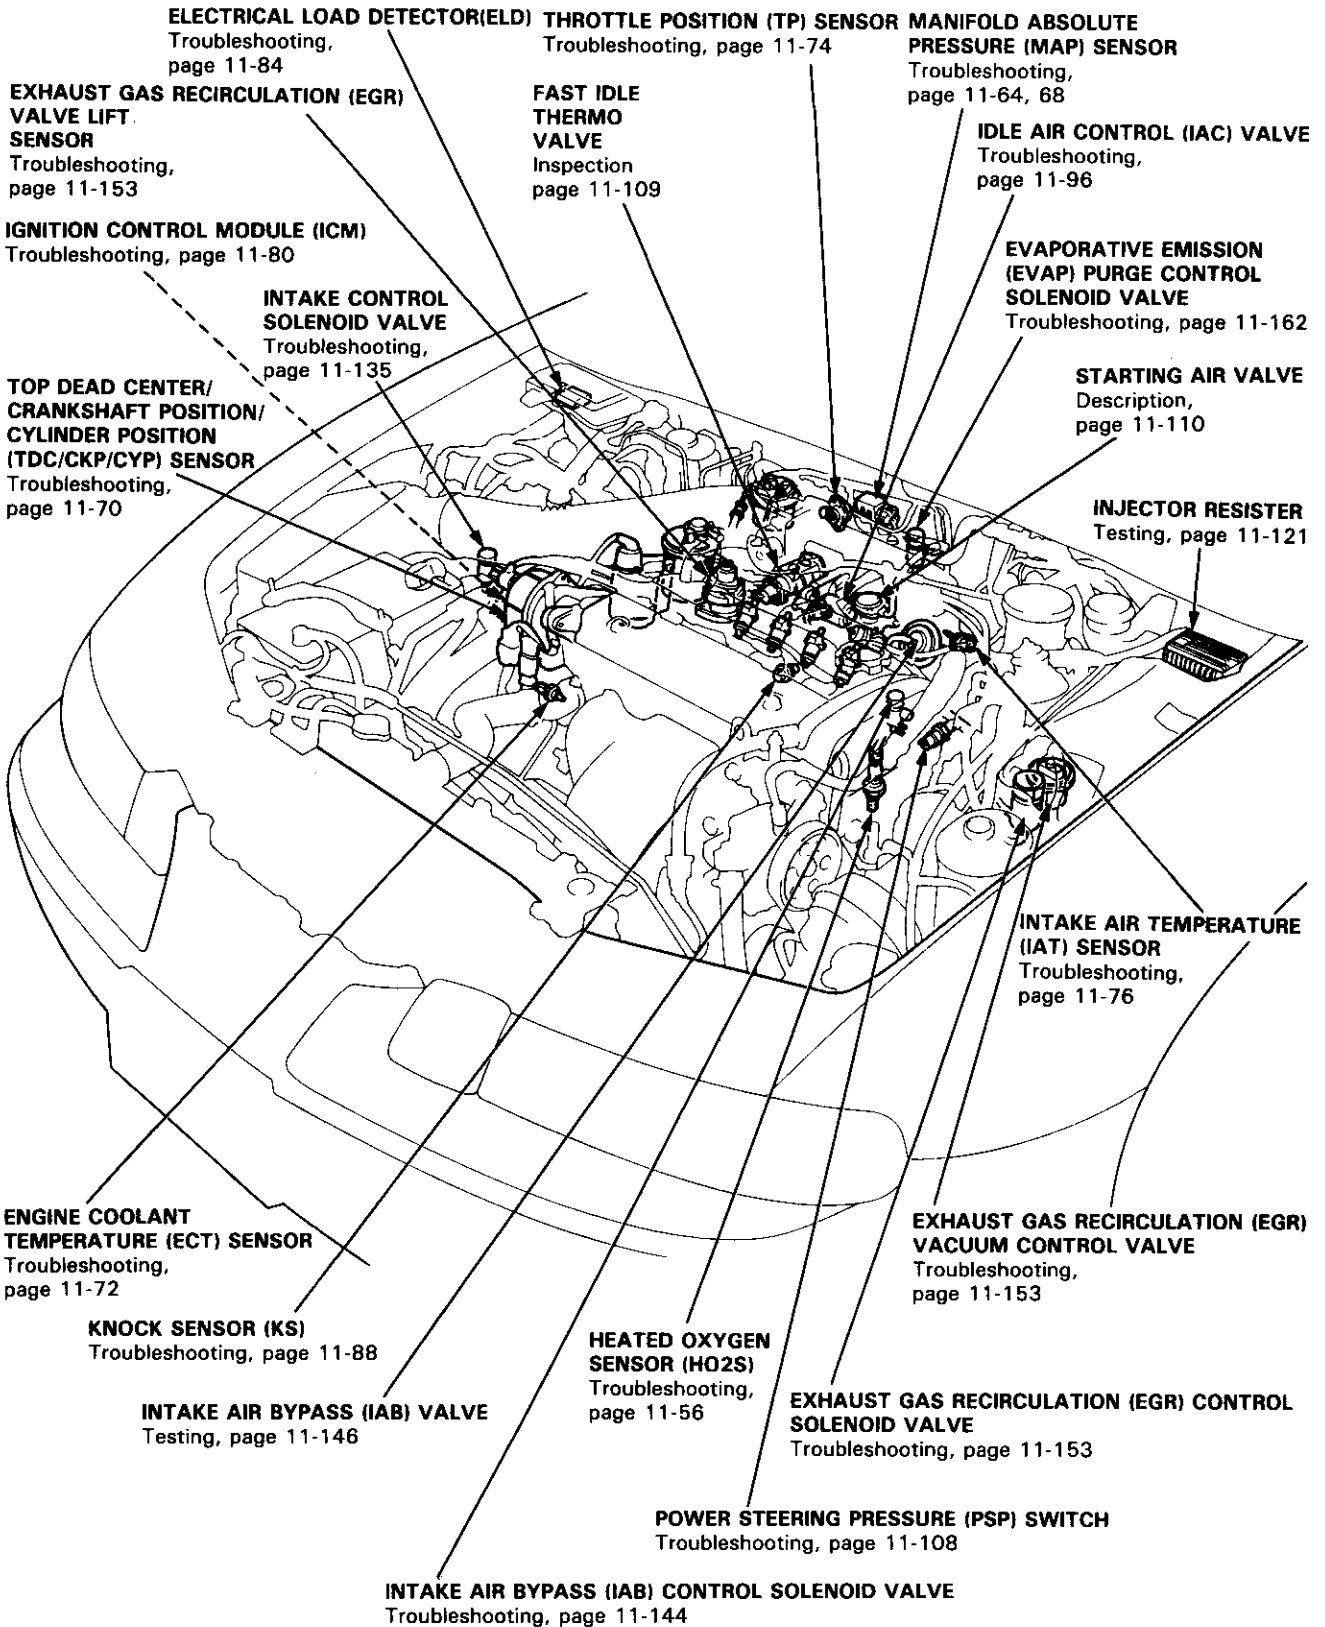 ELECTRICAL LOAD DETECTOR(ELD)
Troubleshooting,
page 11-84
THROTTLE POSITION (TP) SENSOR
Troubleshooting, page 11-74
MANIFOLD ABSOLUTE
PRESSURE (MAP) SENSOR
Troubleshooting,
page 11-64, 68
EXHAUST GAS RECIRCULATION (EGR)
VALVE LIFT
SENSOR
Troubleshooting,
page 11-153
FAST IDLE
THERMO
VALVE
Inspection
page 11-109
IDLE AIR CONTROL (IAC) VALVE
Troubleshooting,
page 11-96
IGNITION CONTROL MODULE (ICM)
Troubleshooting, page 11-80
EVAPORATIVE EMISSION
(EVAP) PURGE CONTROL
SOLENOID VALVE
Troubleshooting, page 11-162
INTAKE CONTROL
SOLENOID VALVE
Troubleshooting,
page 11-135
STARTING AIR VALVE
Description,
page 11-110
TOP DEAD CENTER/
CRANKSHAFT POSITION/
CYLINDER POSITION
(TDC/CKP/CYP) SENSOR
Troubleshooting,
page 11-70
INJECTOR RESISTER
Testing, page 11-121
INTAKE AIR TEMPERATURE
(IAT) SENSOR
Troubleshooting,
page 11-76
ENGINE COOLANT
TEMPERATURE (ECT) SENSOR
Troubleshooting,
page 11-72
EXHAUST GAS RECIRCULATION (EGR)
VACUUM CONTROL VALVE
Troubleshooting,
page 11-153
KNOCK SENSOR (KS)
Troubleshooting, page 11-88
HEATED OXYGEN
SENSOR (HO2S)
Troubleshooting,
page 11-56
INTAKE AIR BYPASS (IAB) VALVE
Testing, page 11-146
EXHAUST GAS RECIRCULATION (EGR) CONTROL
SOLENOID VALVE
Troubleshooting, page 11-153
POWER STEERING PRESSURE (PSP) SWITCH
Troubleshooting, page 11-108
INTAKE AIR BYPASS (IAB) CONTROL SOLENOID VALVE
Troubleshooting, page 11-144